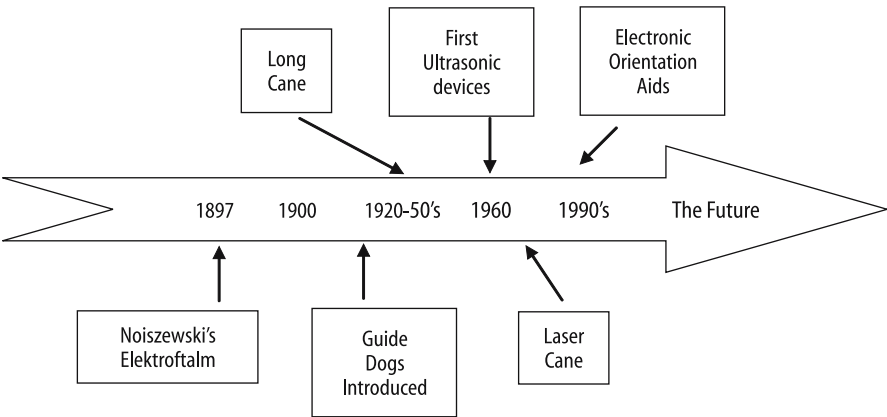 Long
Cane
First
Ultrasonic
devices
Electronic
Orientation
Aids
1897 1900 1920-50's 1960 1990's The Future
Noiszewski's
Elektroftalm
Guide
Dogs
Introduced
Laser
Cane